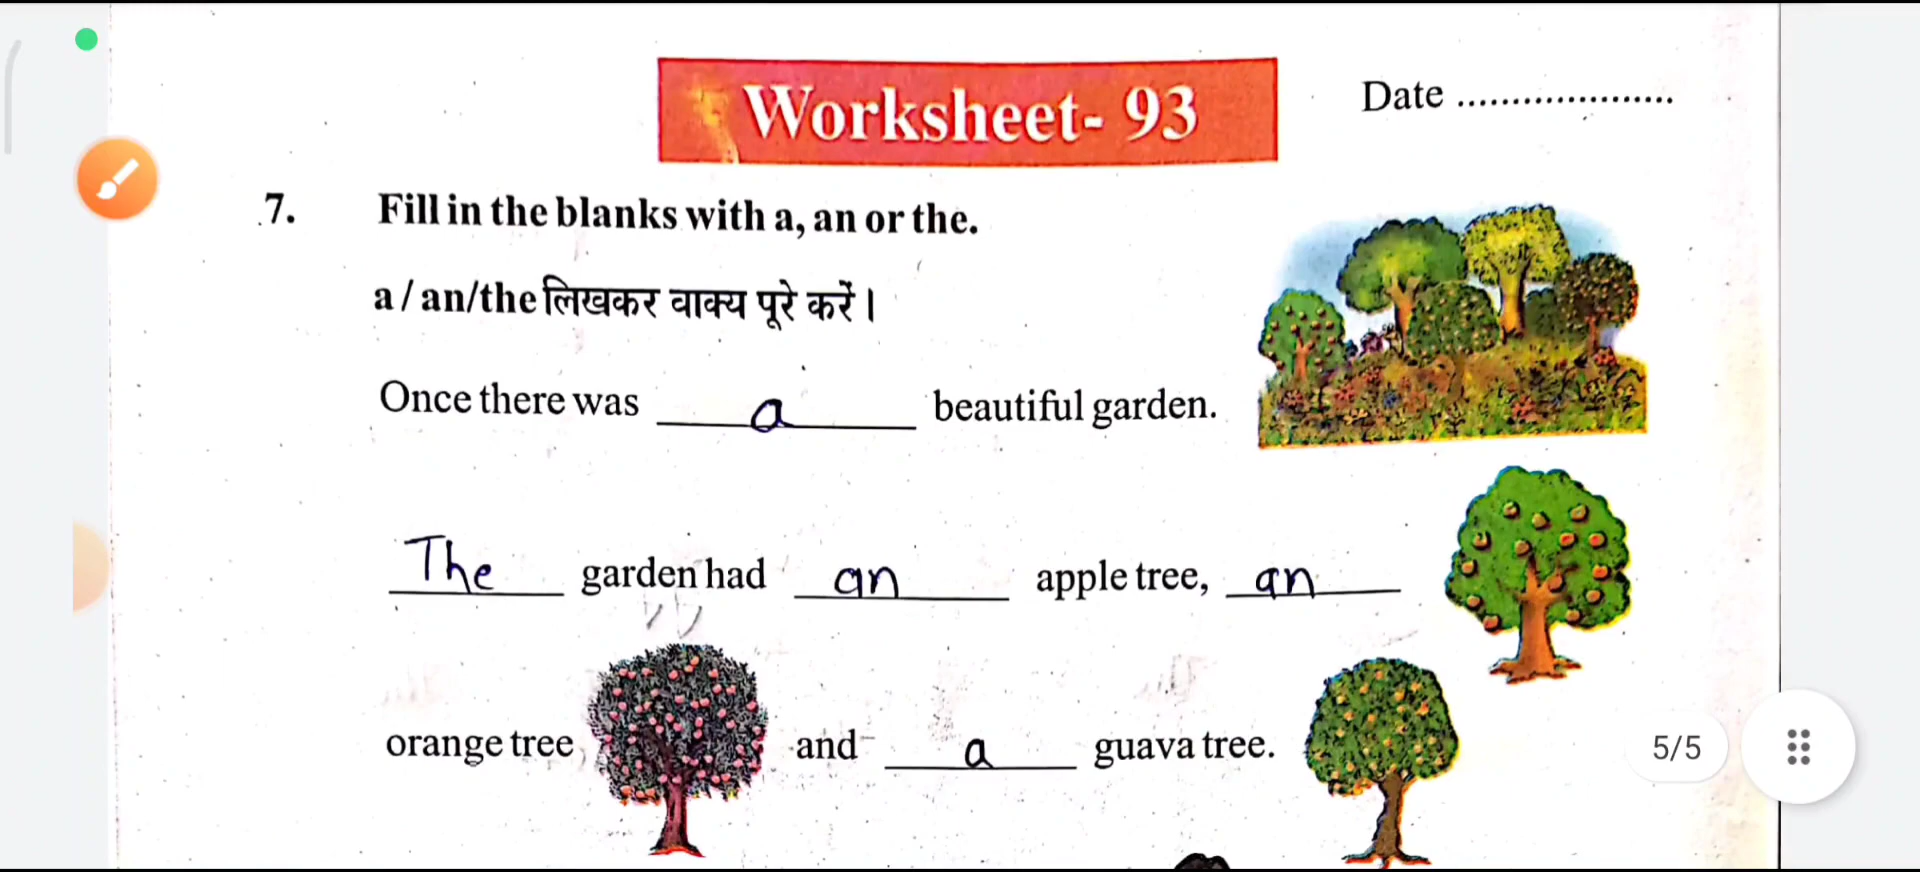 Worksheet- 93
Date ....................
7. Fill in the blanks with a, an or the.
a / an/the लिखकर वाक्य पूरे करें।
Once there was a beautiful garden.
The garden had an apple tree, an
orange tree and a guava tree.
5/5